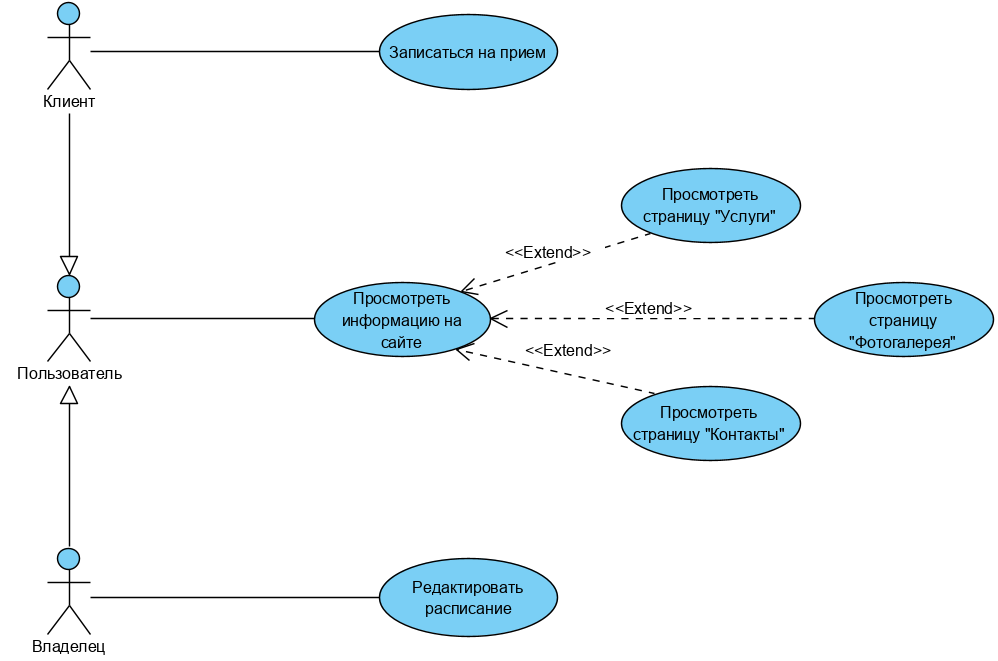 Записаться на прием
Клиент
Просмотреть
страницу "Услуги"
<<Extend>>
Просмотреть
информацию на
сайте
<<Extend>>
Просмотреть
страницу
"Фотогалерея"
<<Extend>>
Пользователь
Просмотреть
страницу "Контакты"
Редактировать
расписание
Владелец